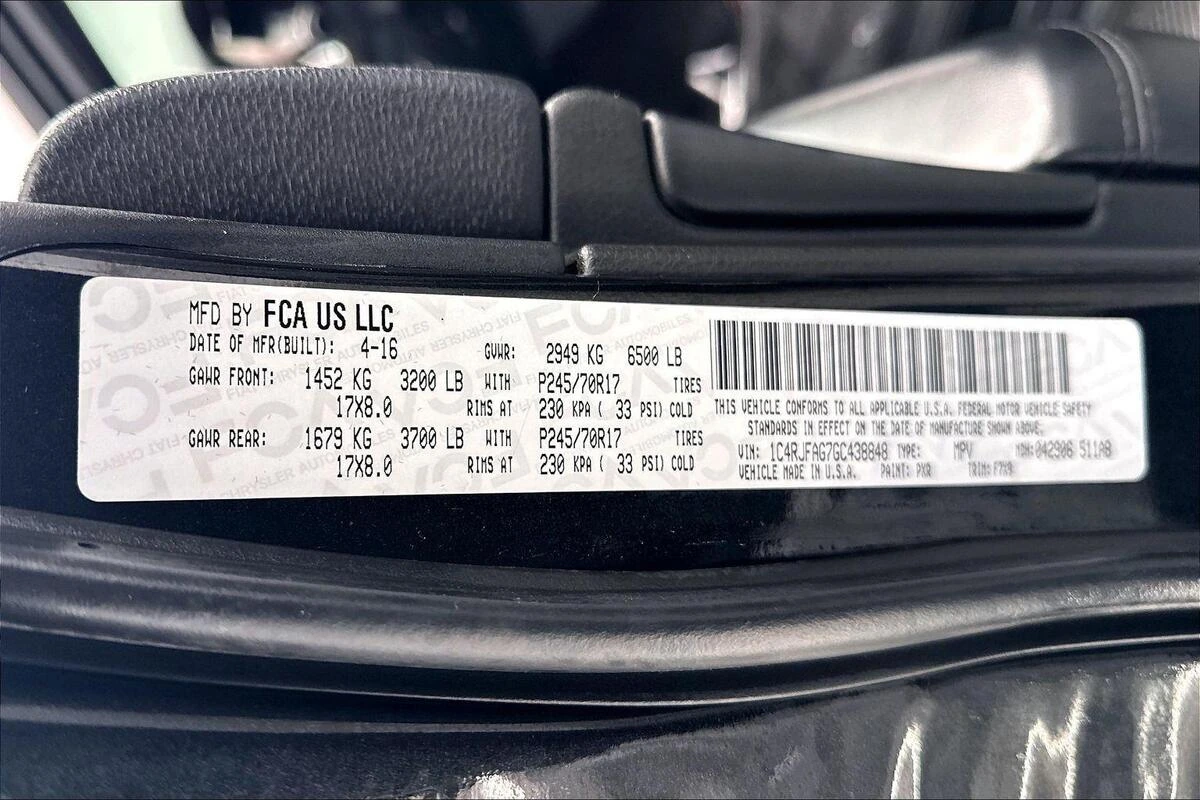 MFD BY FCA US LLC
DATE OF MFR(BUILT): 4-16 GVWR: 2949 KG 6500 LB
GAWR FRONT: 1452 KG 3200 LB WITH P245/70R17 TIRES
17X8.0 RIMS AT 230 KPA ( 33 PSI) COLD
GAWR REAR: 1679 KG 3700 LB WITH P245/70R17 TIRES
17X8.0 RIMS AT 230 KPA ( 33 PSI) COLD
THIS VEHICLE CONFORMS TO ALL APPLICABLE U.S.A. FEDERAL MOTOR VEHICLE SAFETY
STANDARDS IN EFFECT ON THE DATE OF MANUFACTURE SHOWN ABOVE.
VIN: 1C4RJFAG7GC438848 TYPE: MPV MDH: 042906 511AB
VEHICLE MADE IN U.S.A. PAINT: PXR TRIM: